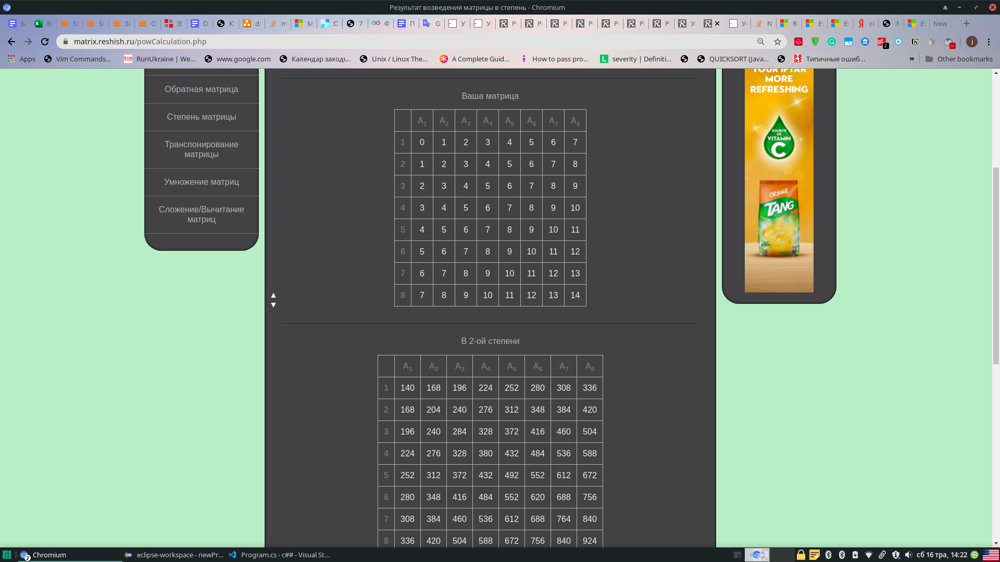 Результат возведения матрицы в степень - Chromium
New
matrix.reshish.ru/powCalculation.php
Apps
Vim Commands...
RunUkraine | We...
www.google.com
Календар заході...
Unix / Linux The...
A Complete Guid...
How to pass pro...
severity | Definiti...
QUICKSORT (Java...
Типичные ошиб...
»
Other bookmarks
Обратная матрица
Степень матрицы
Транспонирование
матрицы
Умножение матриц
Сложение/Вычитание
матриц
Ваша матрица
A1 A2 A3 A4 A5 A6 A7 A8
1 0 1 2 3 4 5 6 7
2 1 2 3 4 5 6 7 8
3 2 3 4 5 6 7 8 9
4 3 4 5 6 7 8 9 10
5 4 5 6 7 8 9 10 11
6 5 6 7 8 9 10 11 12
7 6 7 8 9 10 11 12 13
8 7 8 9 10 11 12 13 14
В 2-ой степени
A1 A2 A3 A4 A5 A6 A7 A8
1 140 168 196 224 252 280 308 336
2 168 204 240 276 312 348 384 420
3 196 240 284 328 372 416 460 504
4 224 276 328 380 432 484 536 588
5 252 312 372 432 492 552 612 672
6 280 348 416 484 552 620 688 756
7 308 384 460 536 612 688 764 840
8 336 420 504 588 672 756 840 924
YOUR IFTAR
MORE
REFRESHING
SOURCE
OF
VITAMIN
C
ORANGE
TANG
Chromium
eclipse-workspace - newPr...
Program.cs - c## - Visual St...
сб 16 тра, 14:22